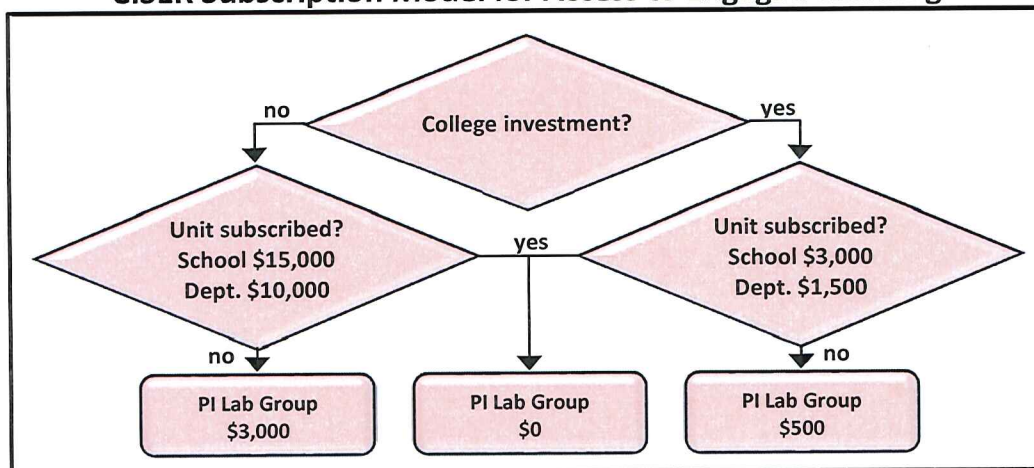 no
College investment?
yes
Unit subscribed?
School $15,000
Dept. $10,000
yes
Unit subscribed?
School $3,000
Dept. $1,500
no
no
PI Lab Group
$3,000
PI Lab Group
$0
PI Lab Group
$500